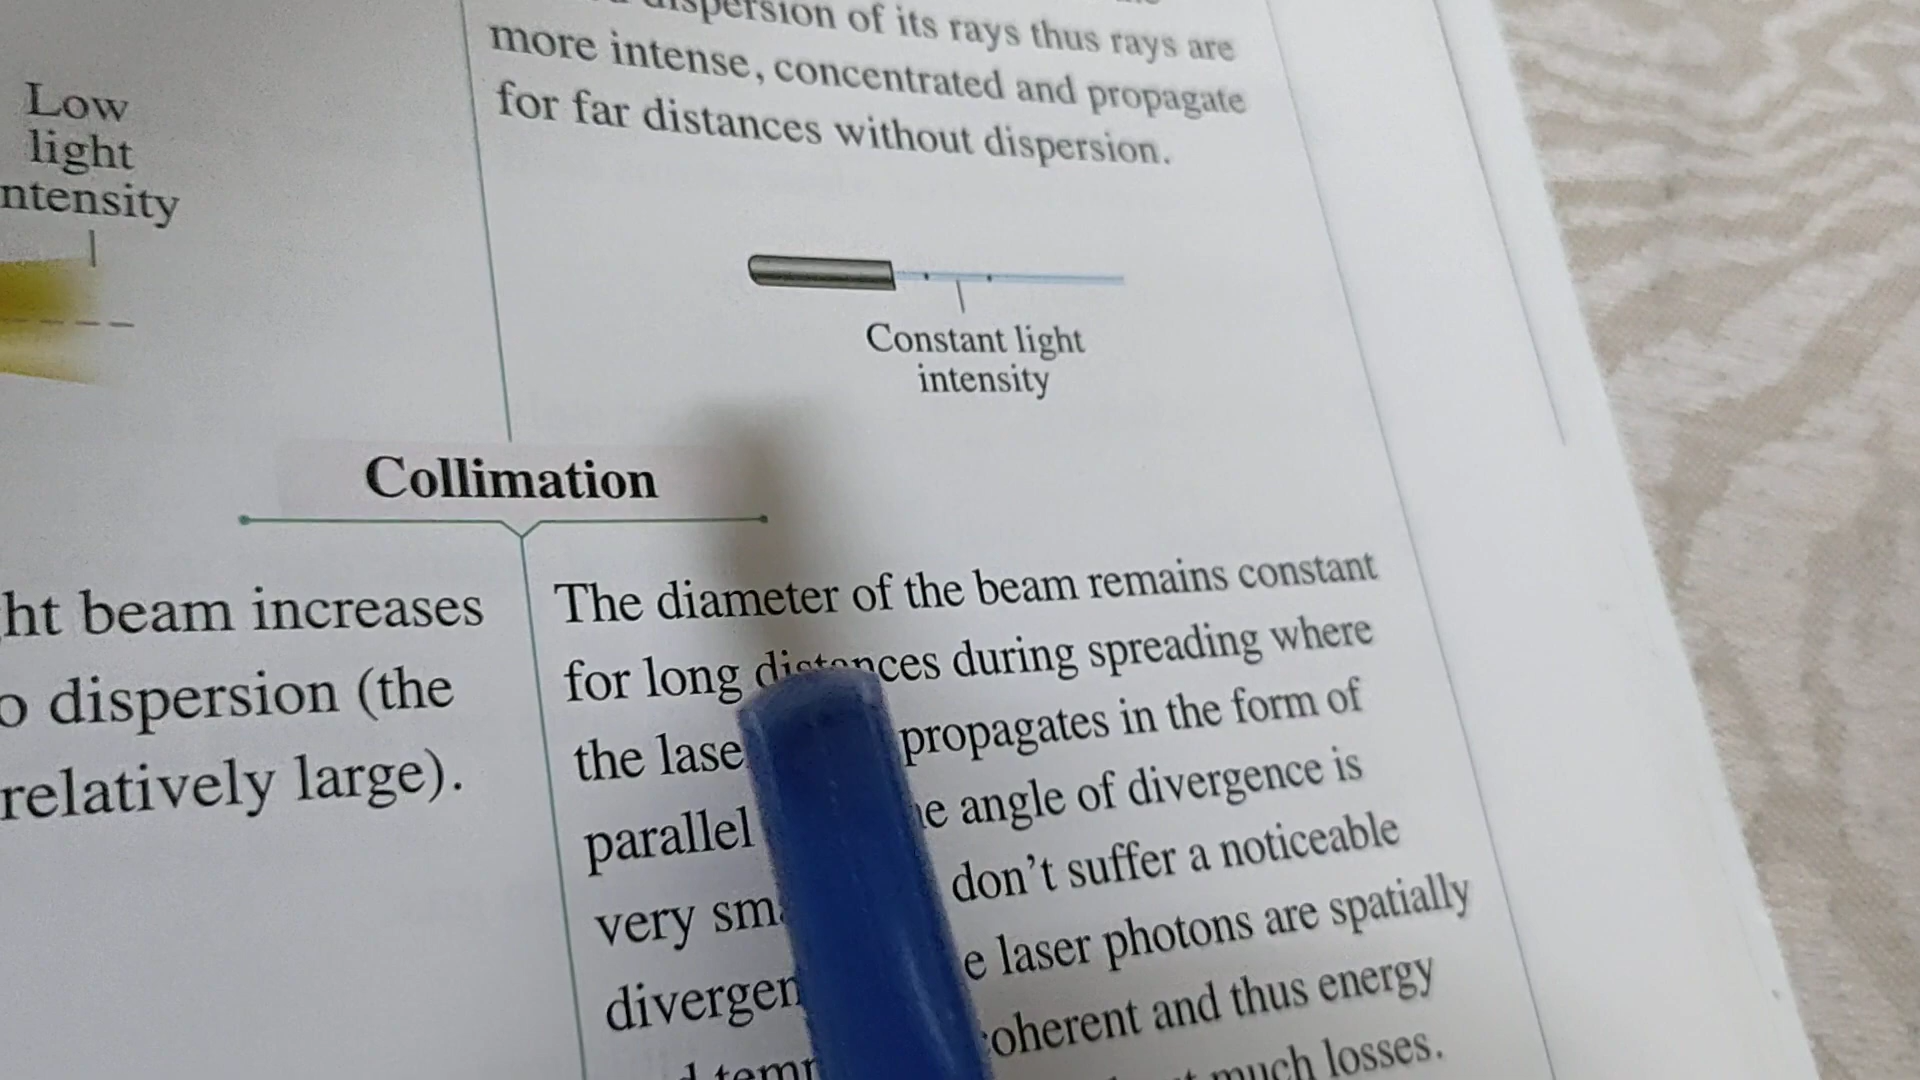 dispersion of its rays thus rays are
more intense, concentrated and propagate
for far distances without dispersion.
Low
light
ntensity
Constant light
intensity
Collimation
ht beam increases
o dispersion (the
relatively large).
The diameter of the beam remains constant
for long distances during spreading where
the lase propagates in the form of
parallel e angle of divergence is
very sm don't suffer a noticeable
divergen e laser photons are spatially
oherent and thus energy
much losses.